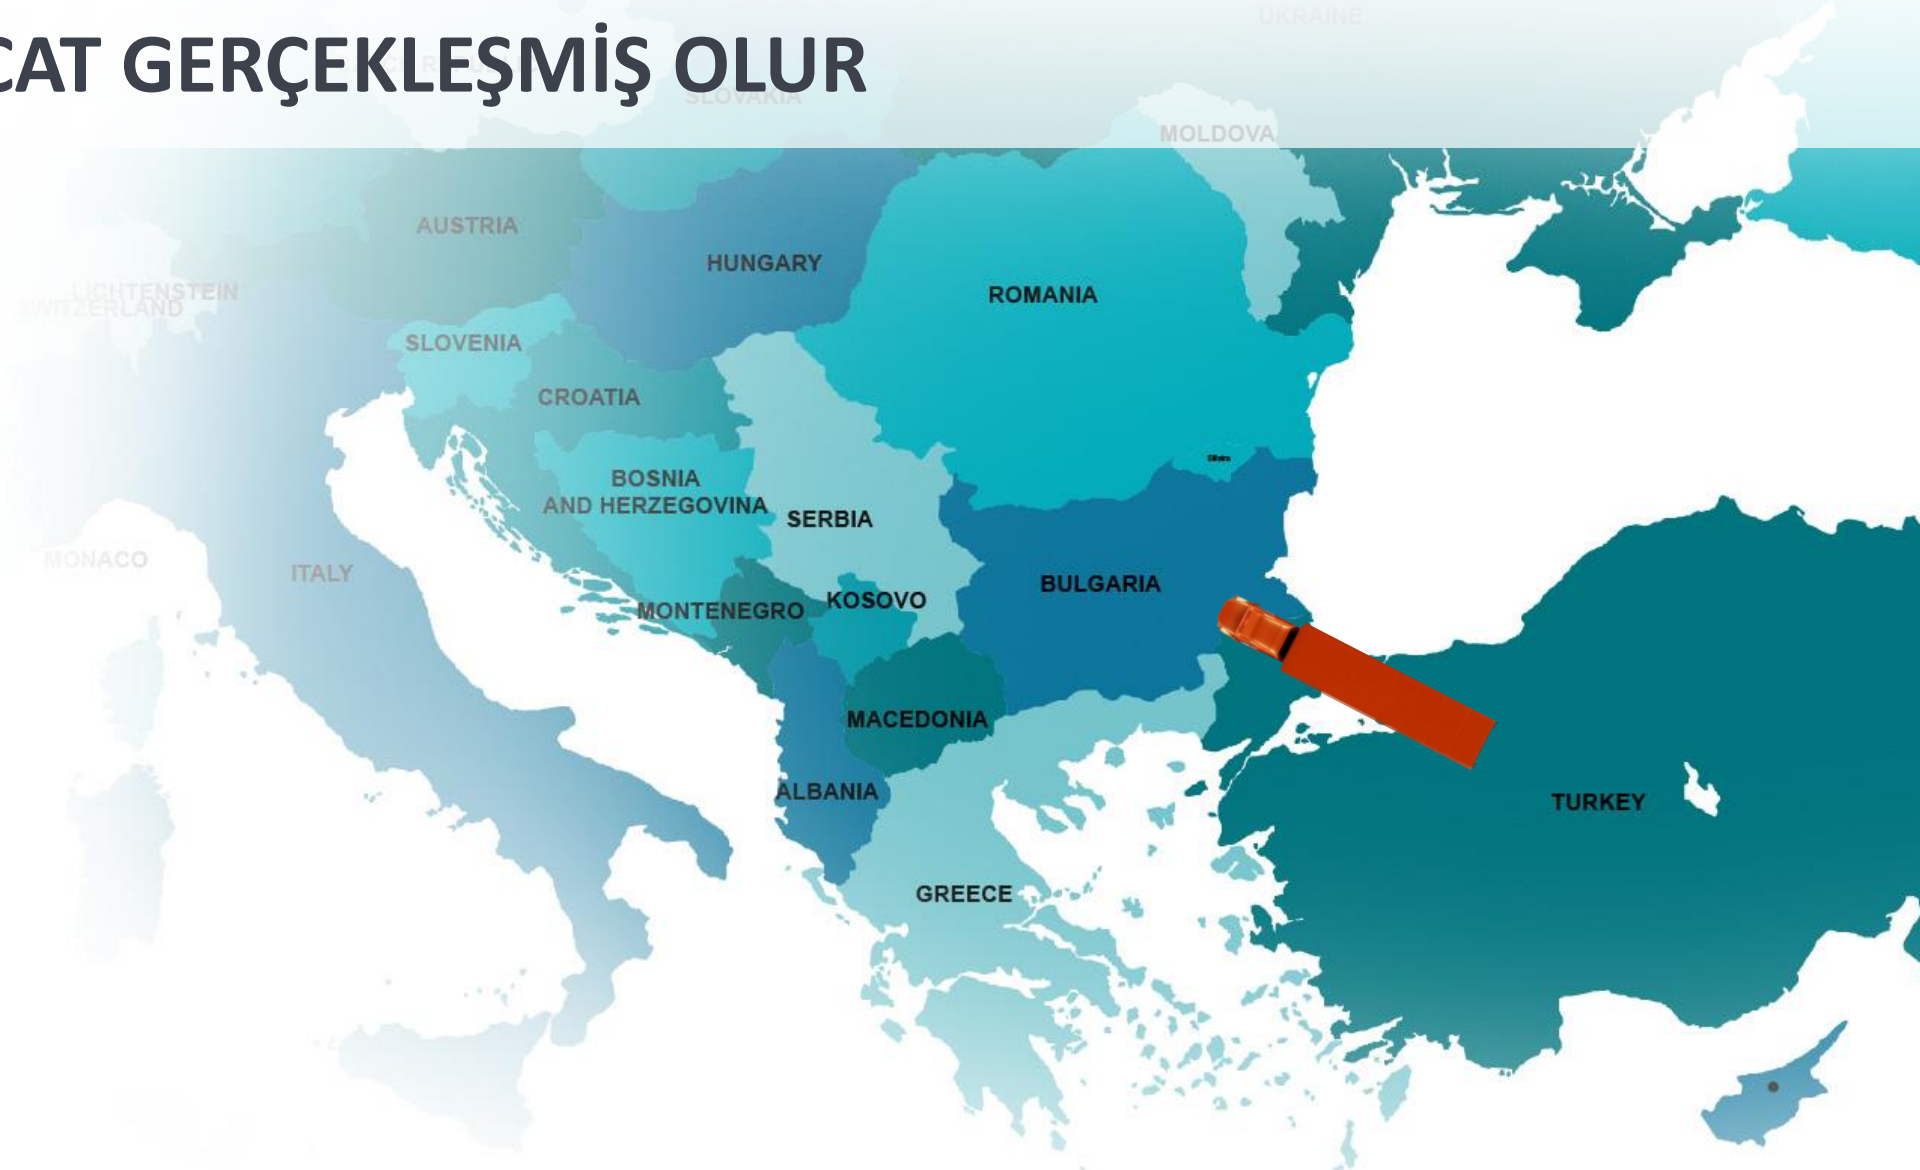 UKRAINE
CAT GERÇEKLEŞMİŞ OLUR
SLOVAKIA
MOLDOVA
AUSTRIA
HUNGARY
LICHTENSTEIN
SWITZERLAND
ROMANIA
SLOVENIA
CROATIA
BOSNIA
AND HERZEGOVINA
SERBIA
MONACO
ITALY
BULGARIA
MONTENEGRO
KOSOVO
MACEDONIA
ALBANIA
TURKEY
GREECE